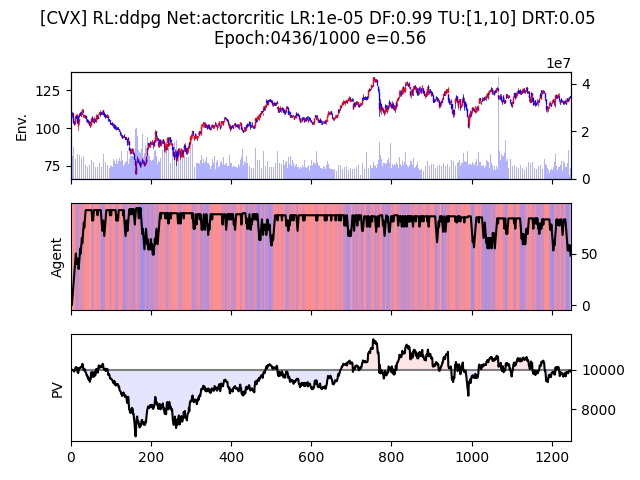 [CVX] RL:ddpg Net:actorcritic LR:1e-05 DF:0.99 TU:[1,10] DRT:0.05
Epoch:0436/1000 e=0.56
1e7
125
100
75
Env.
4
2
0
Agent
50
0
PV
10000
8000
0 200 400 600 800 1000 1200